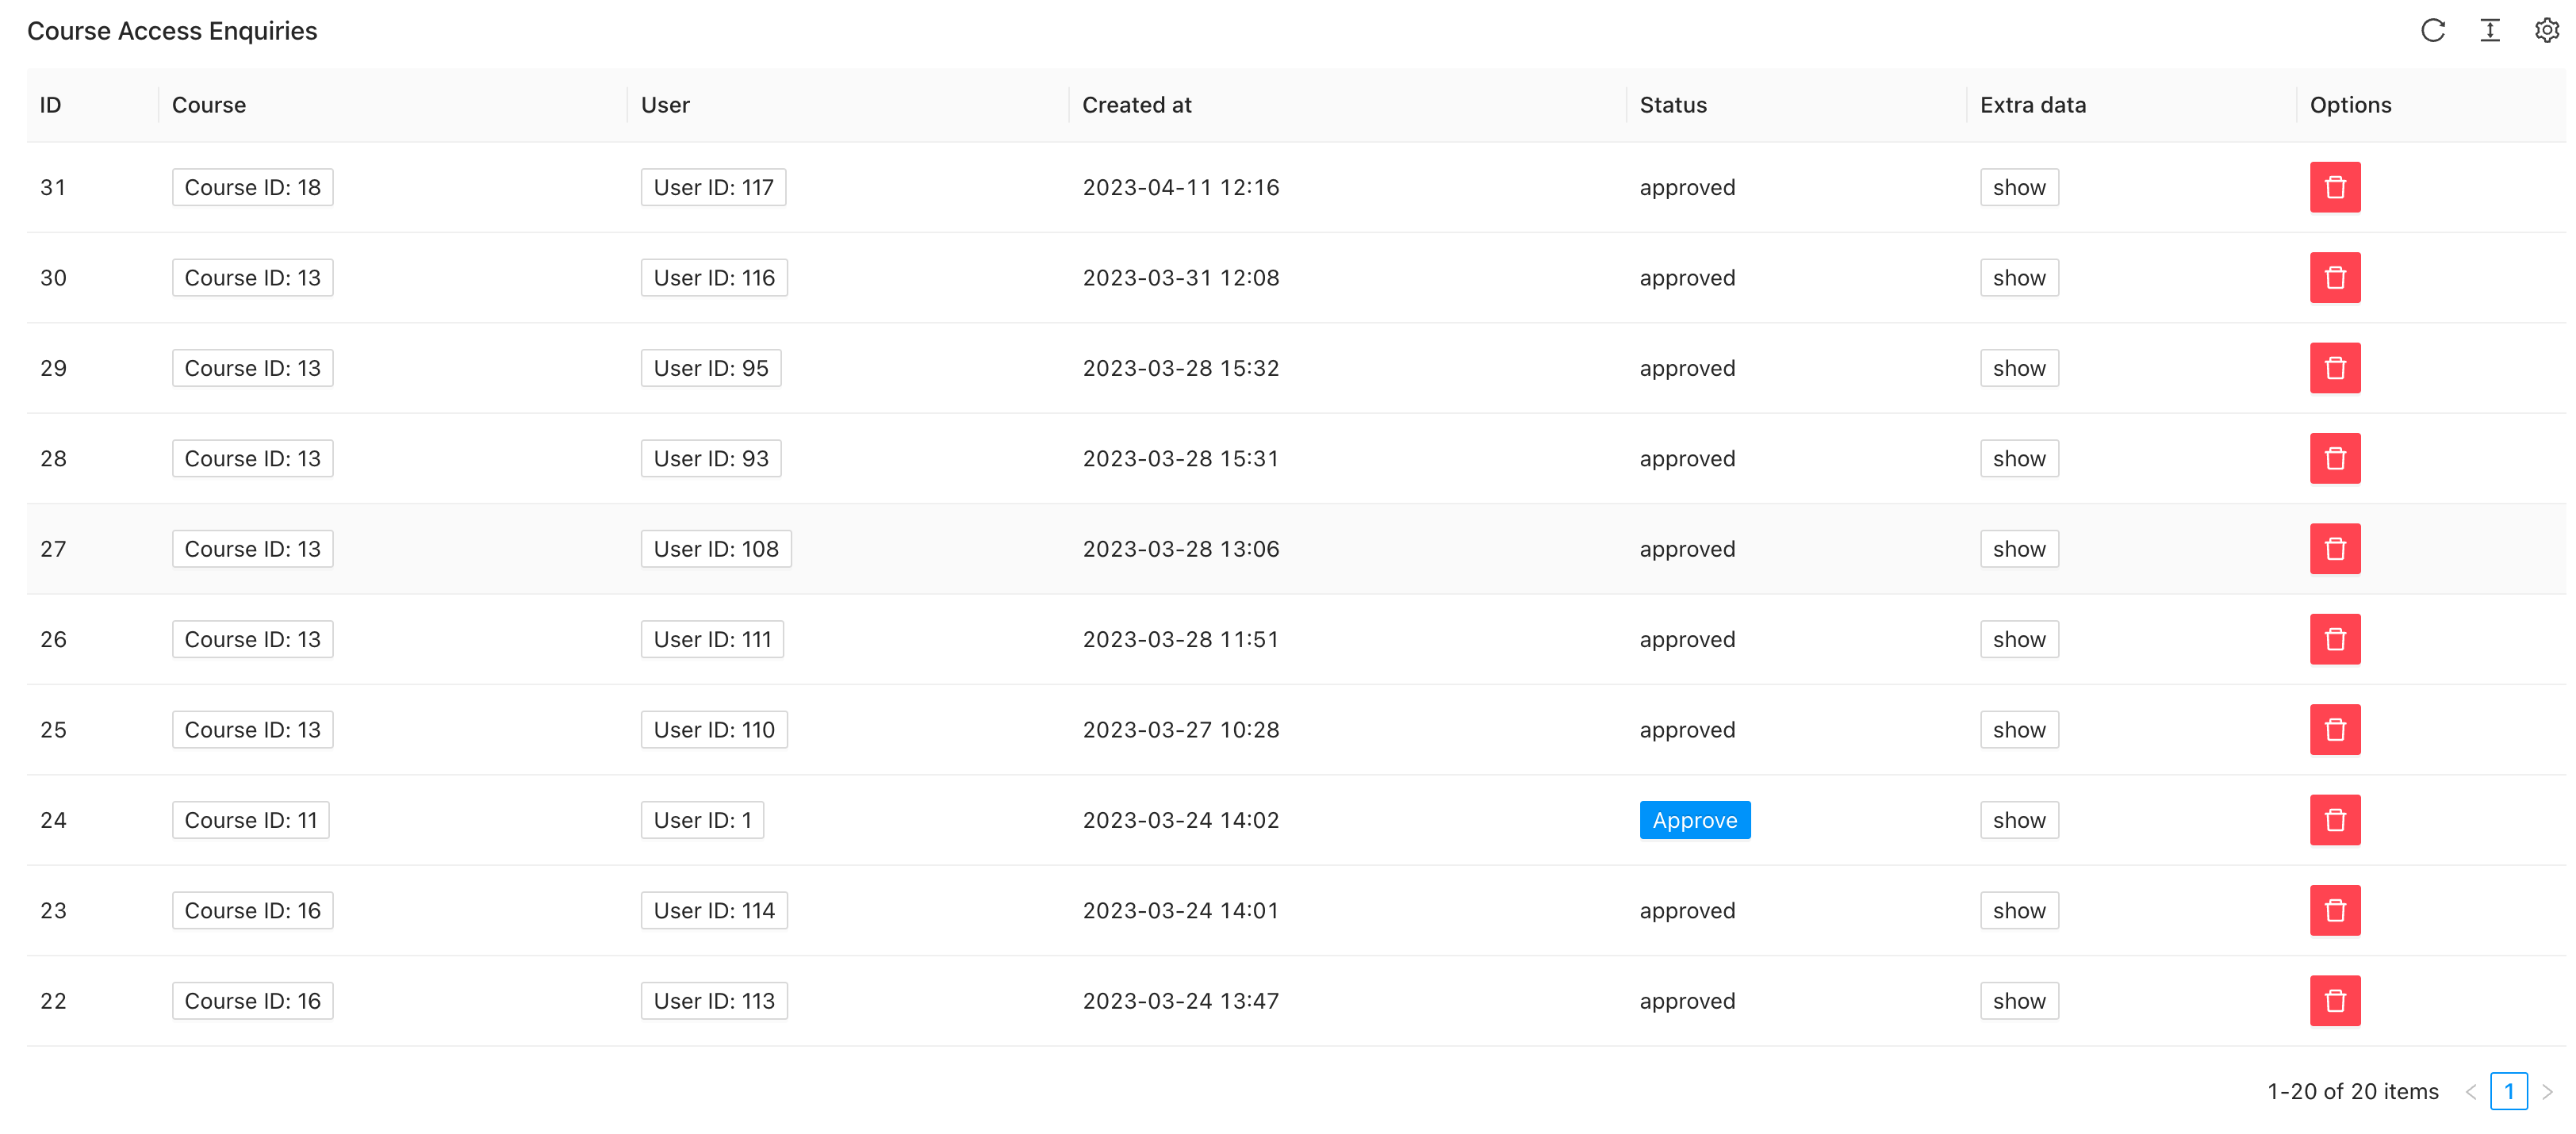 Course Access Enquiries
ID Course User Created at Status Extra data Options
31 Course ID: 18 User ID: 117 2023-04-11 12:16 approved show
30 Course ID: 13 User ID: 116 2023-03-31 12:08 approved show
29 Course ID: 13 User ID: 95 2023-03-28 15:32 approved show
28 Course ID: 13 User ID: 93 2023-03-28 15:31 approved show
27 Course ID: 13 User ID: 108 2023-03-28 13:06 approved show
26 Course ID: 13 User ID: 111 2023-03-28 11:51 approved show
25 Course ID: 13 User ID: 110 2023-03-27 10:28 approved show
24 Course ID: 11 User ID: 1 2023-03-24 14:02 Approve show
23 Course ID: 16 User ID: 114 2023-03-24 14:01 approved show
22 Course ID: 16 User ID: 113 2023-03-24 13:47 approved show
1-20 of 20 items < 1 >